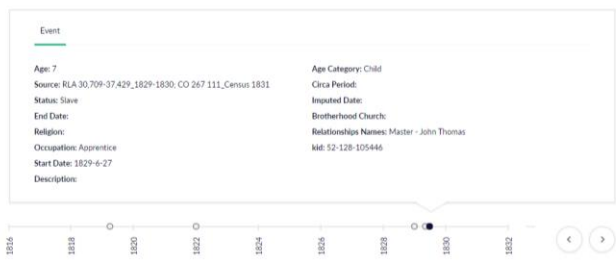 Event
Age: 7
Source: RLA 30,709-37,429_1829-1830; CO 267 111_Census 1831
Status: Slave
End Date:
Religion:
Occupation: Apprentice
Start Date: 1829-6-27
Description:
Age Category: Child
Circa Period:
Imputed Date:
Brotherhood Church:
Relationships Names: Master - John Thomas
kid: 52-128-105446
1816
1818
1820
1822
1824
1826
1828
1830
1832